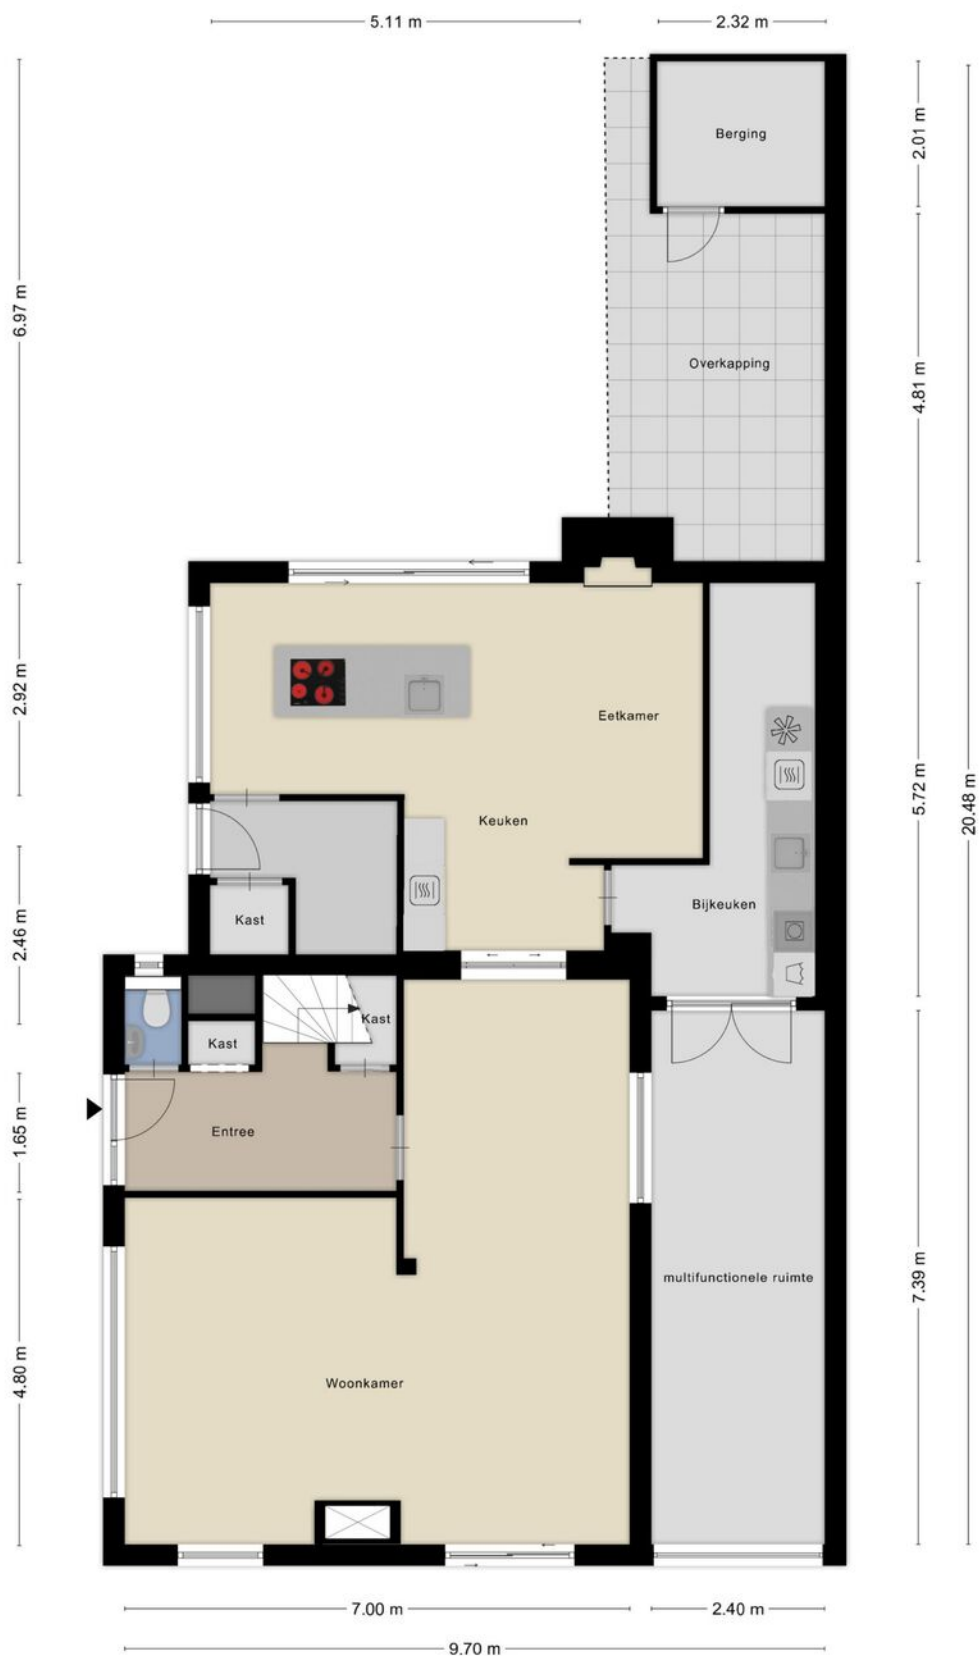 5.11 m
2.32 m
Berging
2.01 m
6.97 m
Overkapping
4.81 m
2.92 m
Eetkamer
5.72 m
20.48 m
Keuken
Bijkeuken
Kast
2.46 m
Kast
Kast
1.65 m
Entree
multifunctionele ruimte
7.39 m
Woonkamer
4.80 m
7.00 m
2.40 m
9.70 m